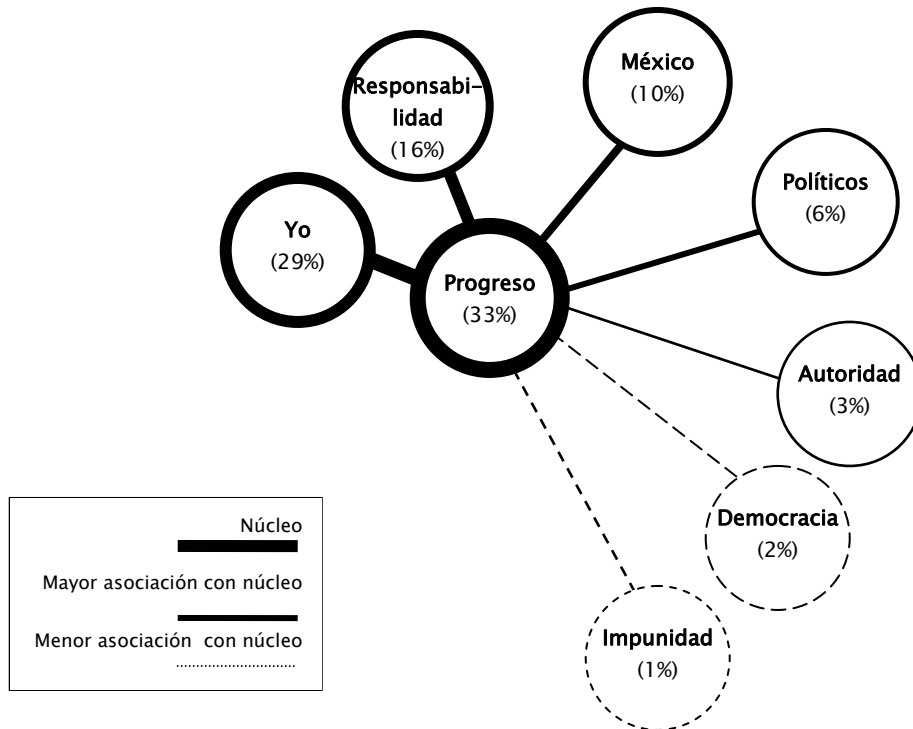 México
(10%)
Responsabi-
lidad
(16%)
Políticos
(6%)
Yo
(29%)
Progreso
(33%)
Autoridad
(3%)
Democracia
(2%)
Impunidad
(1%)
Núcleo
Mayor asociación con núcleo
Menor asociación con núcleo